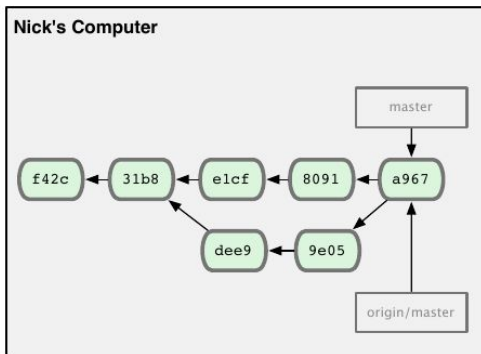 Nick's Computer
master
f42c
31b8
e1cf
8091
a967
dee9
9e05
origin/master